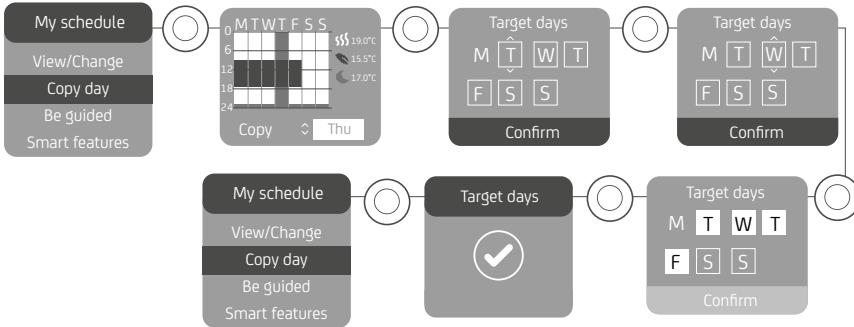 My schedule
View/Change
Copy day
Be guided
Smart features
M T W T F S S
0
6
12
18
24
19.0°C
15.5°C
17.0°C
Copy Thu
Target days
M T W T
F S S
Confirm
Target days
M T W T
F S S
Confirm
My schedule
View/Change
Copy day
Be guided
Smart features
Target days
Target days
M T W T
F S S
Confirm